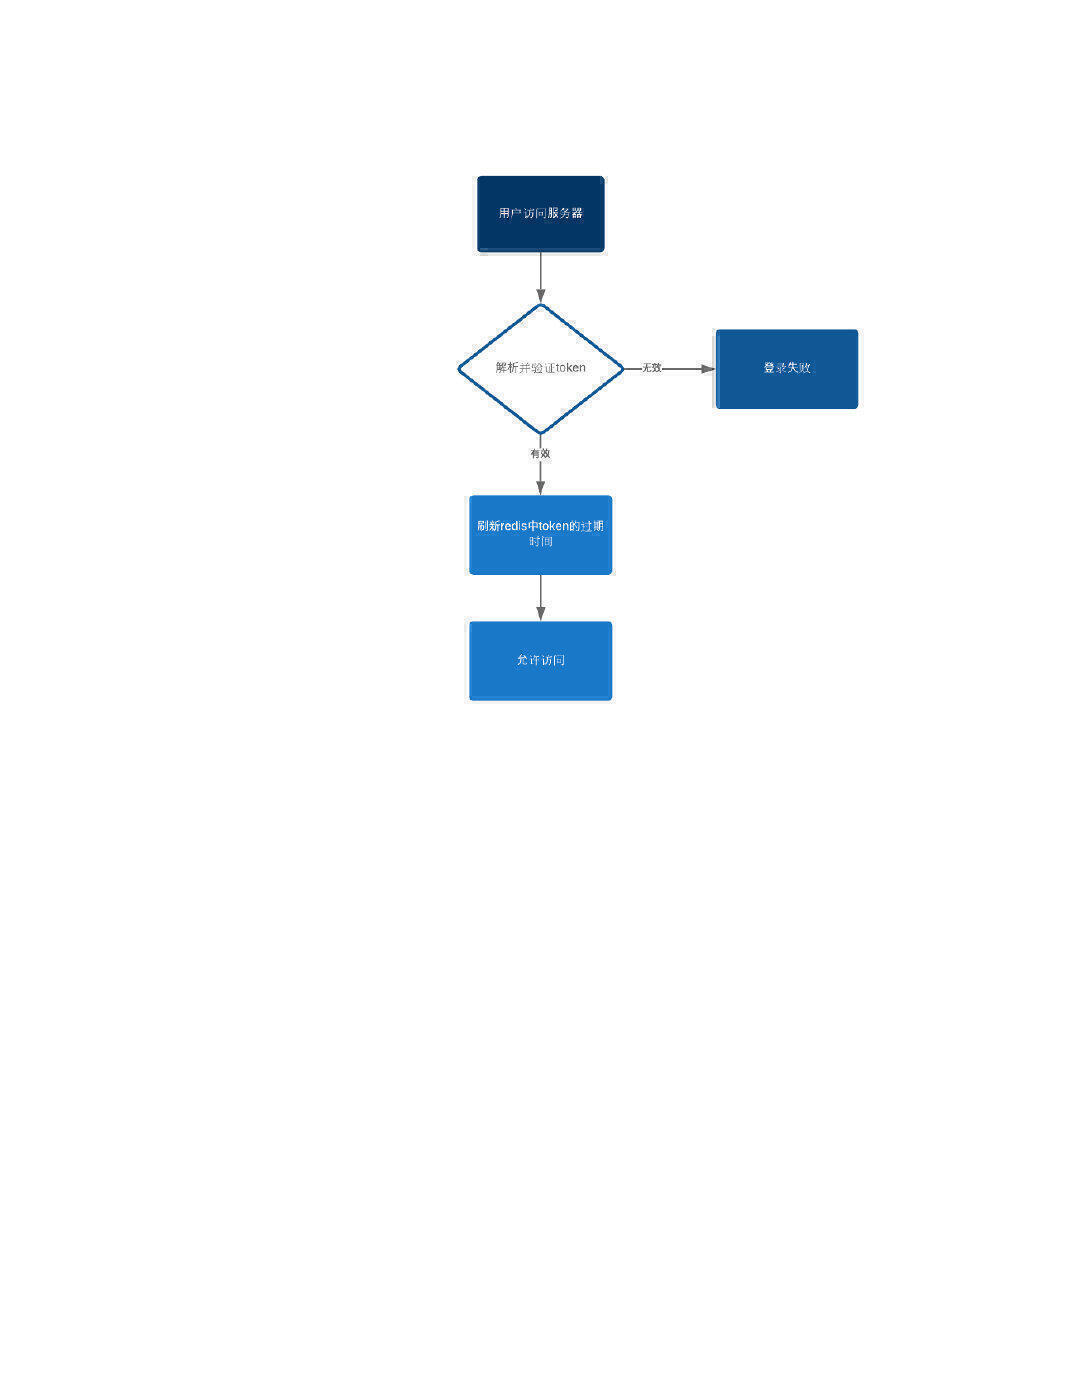 用户访问服务器
解析并验证token
无效
登录失败
有效
刷新redis中token的过期
时间
允许访问